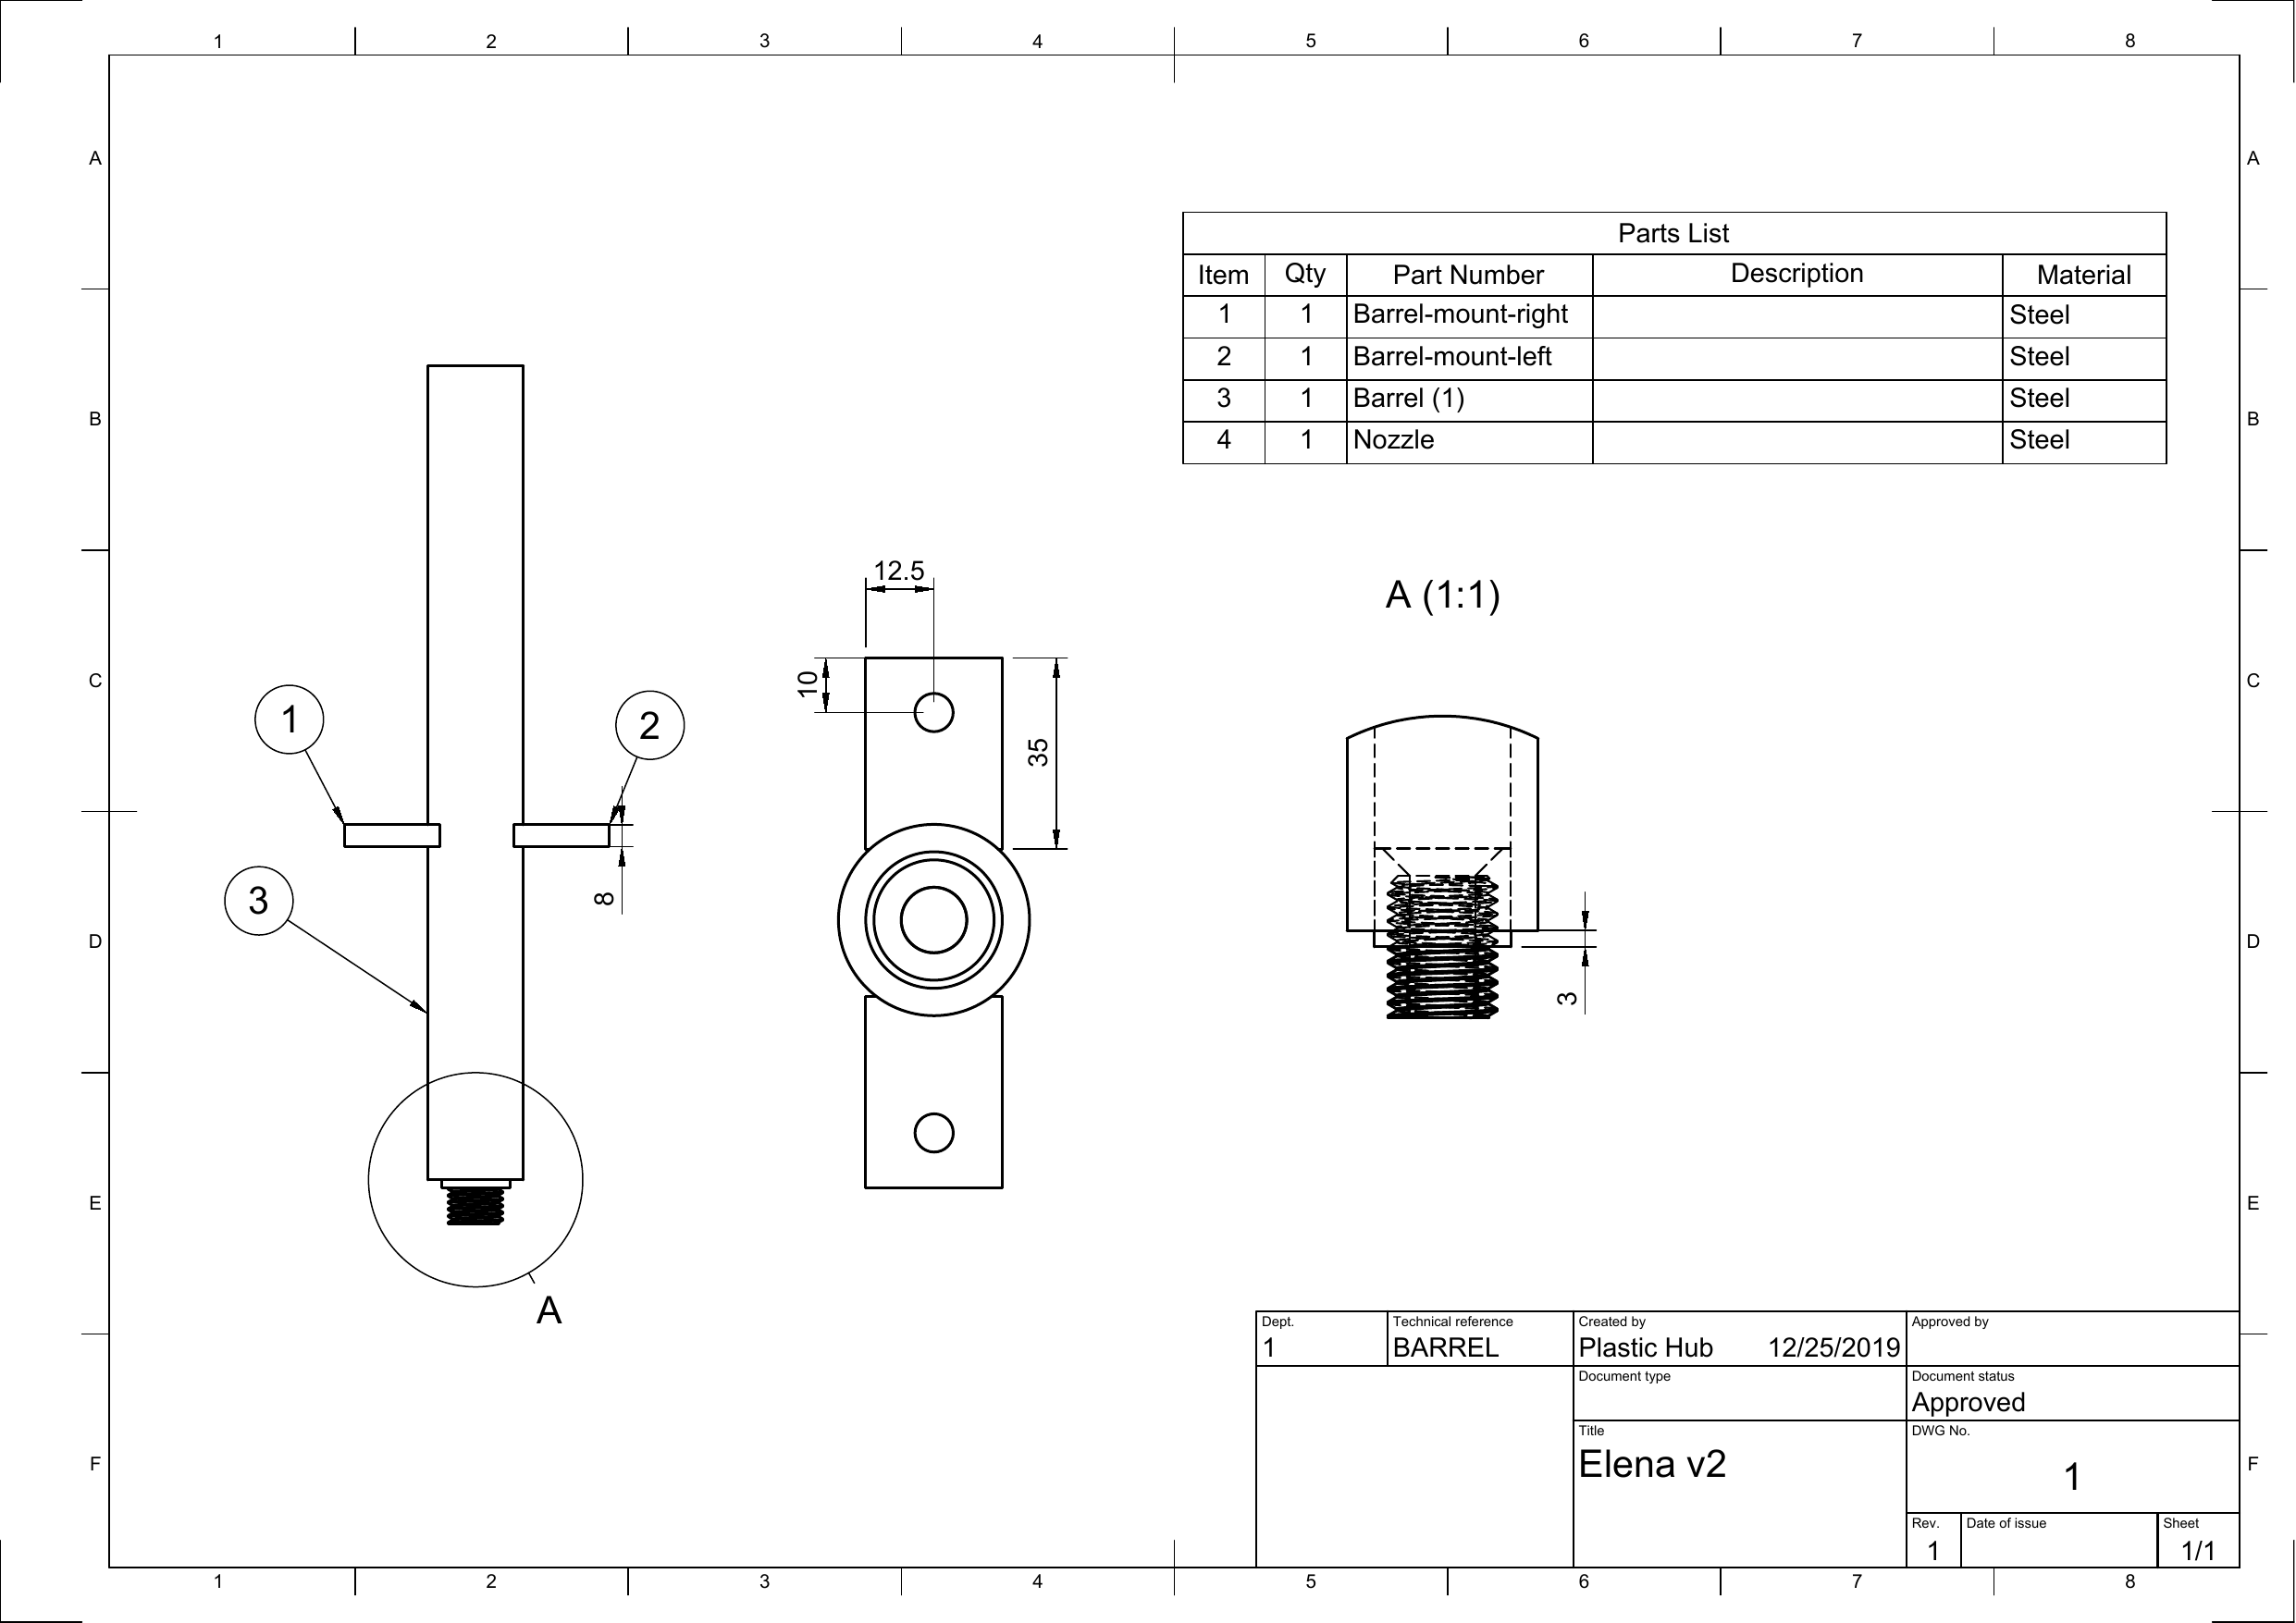 1 2 3 4 5 6 7 8
A A
Parts List
Item Qty Part Number Description Material
1 1 Barrel-mount-right Steel
2 1 Barrel-mount-left Steel
3 1 Barrel (1) Steel
4 1 Nozzle Steel
B B
12.5
A (1:1)
C C
10
35
1
2
3
8
D D
3
E E
A
Dept.
1
Technical reference
BARREL
Created by
Plastic Hub 12/25/2019
Approved by
Document type
Document status
Approved
Title
Elena v2
DWG No.
1
F F
Rev.
1
Date of issue
Sheet
1/1
1 2 3 4 5 6 7 8